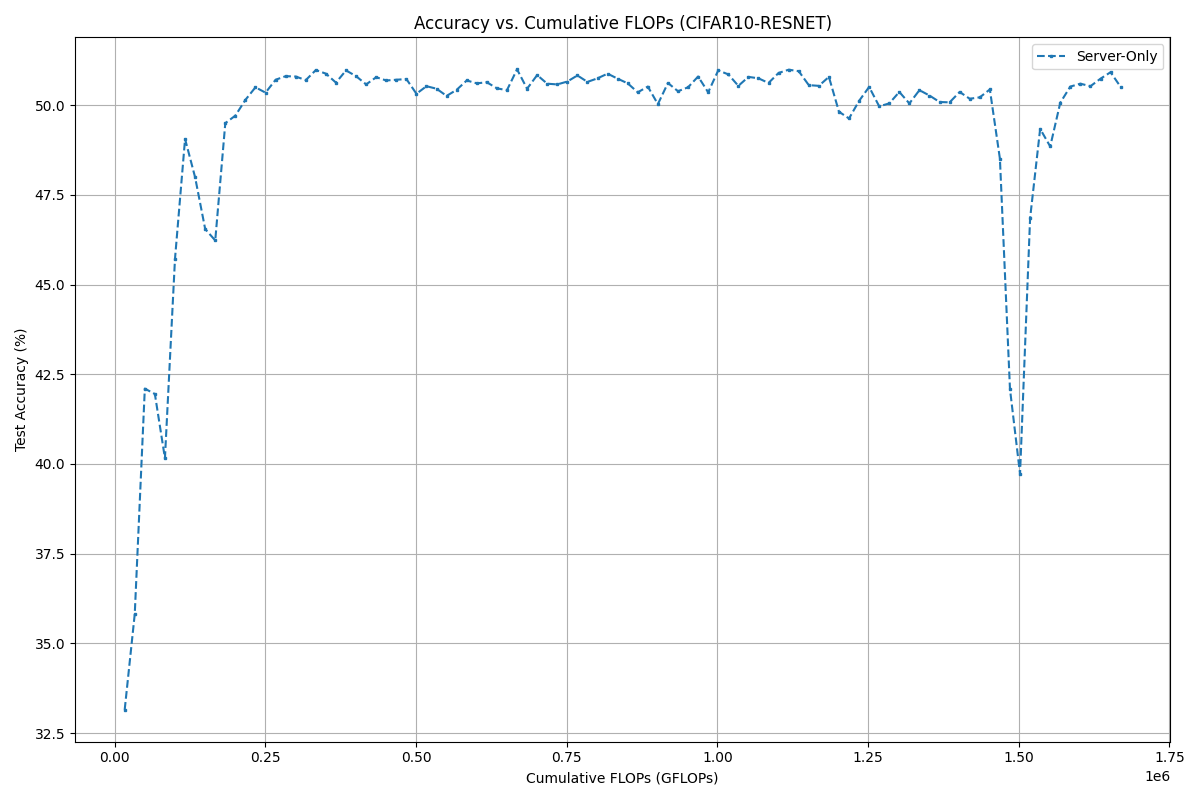 Accuracy vs. Cumulative FLOPs (CIFAR10-RESNET)
Server-Only
Test Accuracy (%)
50.0
47.5
45.0
42.5
40.0
37.5
35.0
32.5
0.00 0.25 0.50 0.75 1.00 1.25 1.50 1.75
1e6
Cumulative FLOPs (GFLOPs)